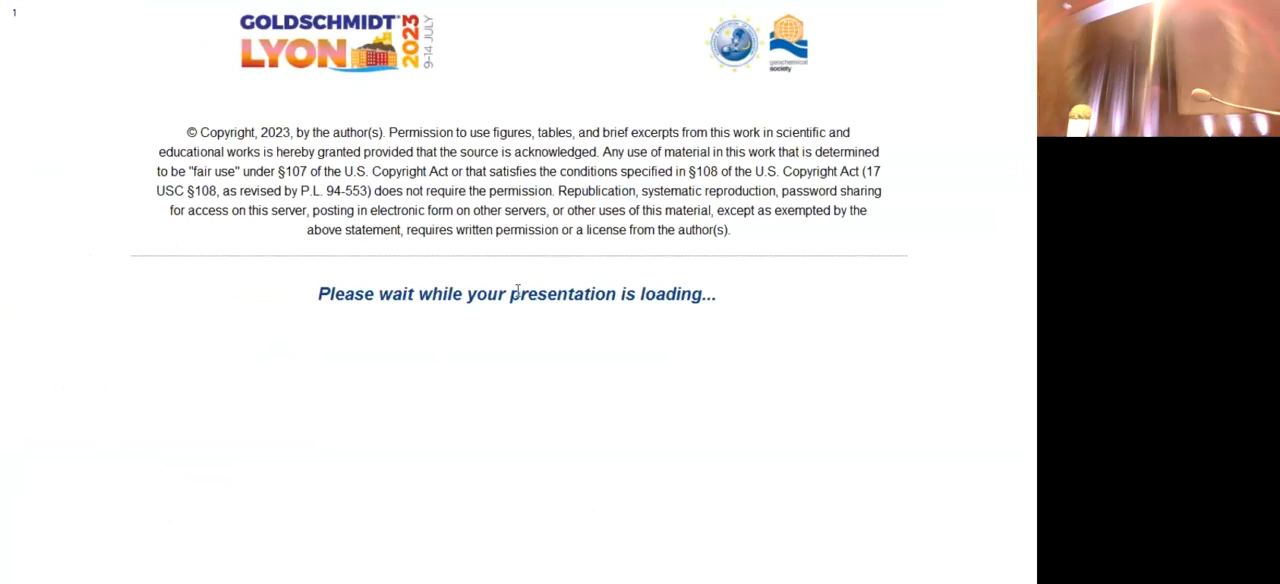 1
GOLDSCHMIDT
LYON
2023
9-14 JULY
geochemical
society
© Copyright, 2023, by the author(s). Permission to use figures, tables, and brief excerpts from this work in scientific and
educational works is hereby granted provided that the source is acknowledged. Any use of material in this work that is determined
to be "fair use" under §107 of the U.S. Copyright Act or that satisfies the conditions specified in §108 of the U.S. Copyright Act (17
USC §108, as revised by P.L. 94-553) does not require the permission. Republication, systematic reproduction, password sharing
for access on this server, posting in electronic form on other servers, or other uses of this material, except as exempted by the
above statement, requires written permission or a license from the author(s).
Please wait while your presentation is loading...